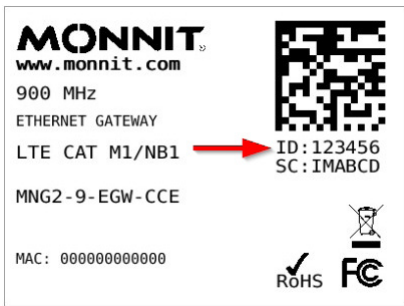 MONNIT®
www.monnit.com
900 MHz
ETHERNET GATEWAY
LTE CAT M1/NB1
ID:123456
SC:IMABCD
MNG2-9-EGW-CCE
MAC: 000000000000
RoHS
FC